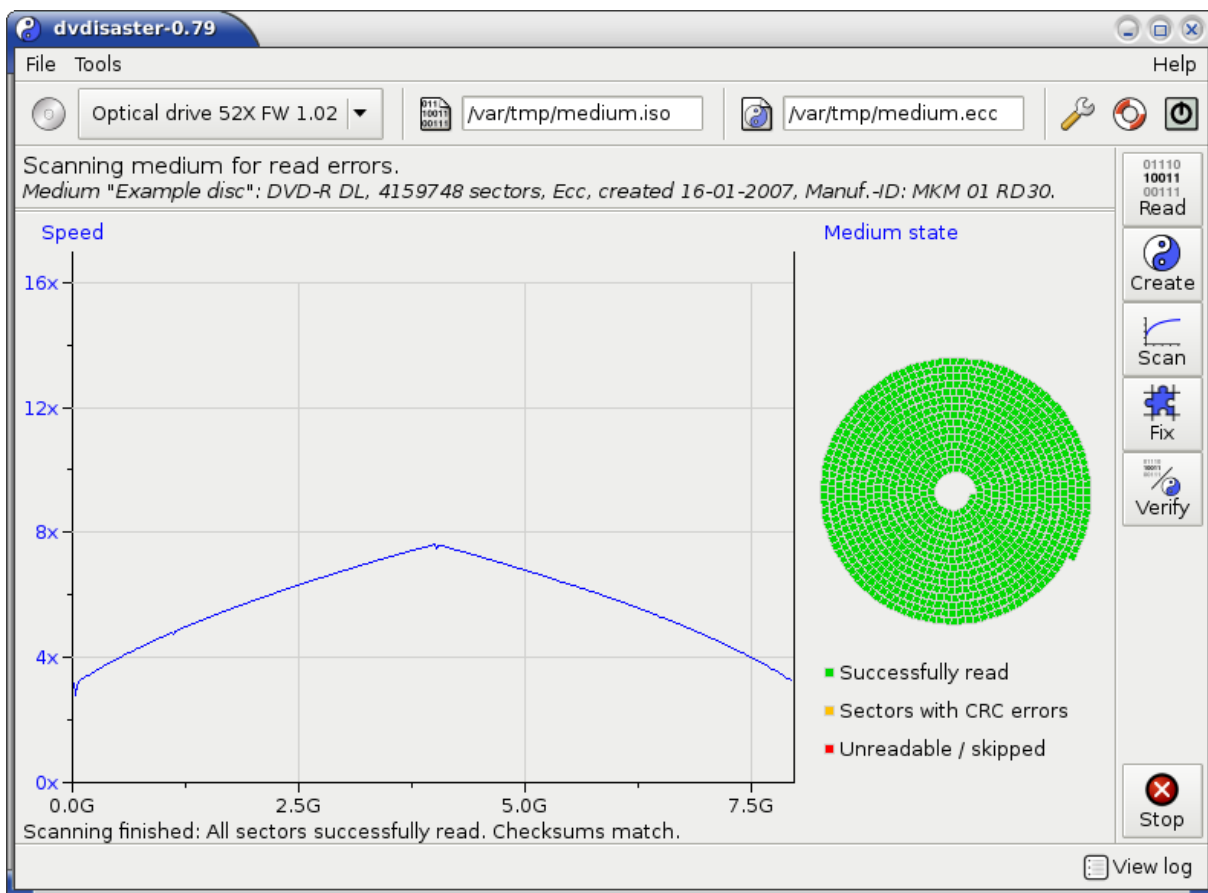 dvdisaster-0.79
File Tools Help
Optical drive 52X FW 1.02 /var/tmp/medium.iso /var/tmp/medium.ecc
Scanning medium for read errors.
Medium "Example disc": DVD-R DL, 4159748 sectors, Ecc, created 16-01-2007, Manuf.-ID: MKM 01 RD30.
Speed
16x
12x
8x
4x
0x
0.0G 2.5G 5.0G 7.5G
Medium state
Successfully read
Sectors with CRC errors
Unreadable / skipped
Scanning finished: All sectors successfully read. Checksums match.
01110
10011
00111
Read
Create
Scan
Fix
Verify
Stop
View log